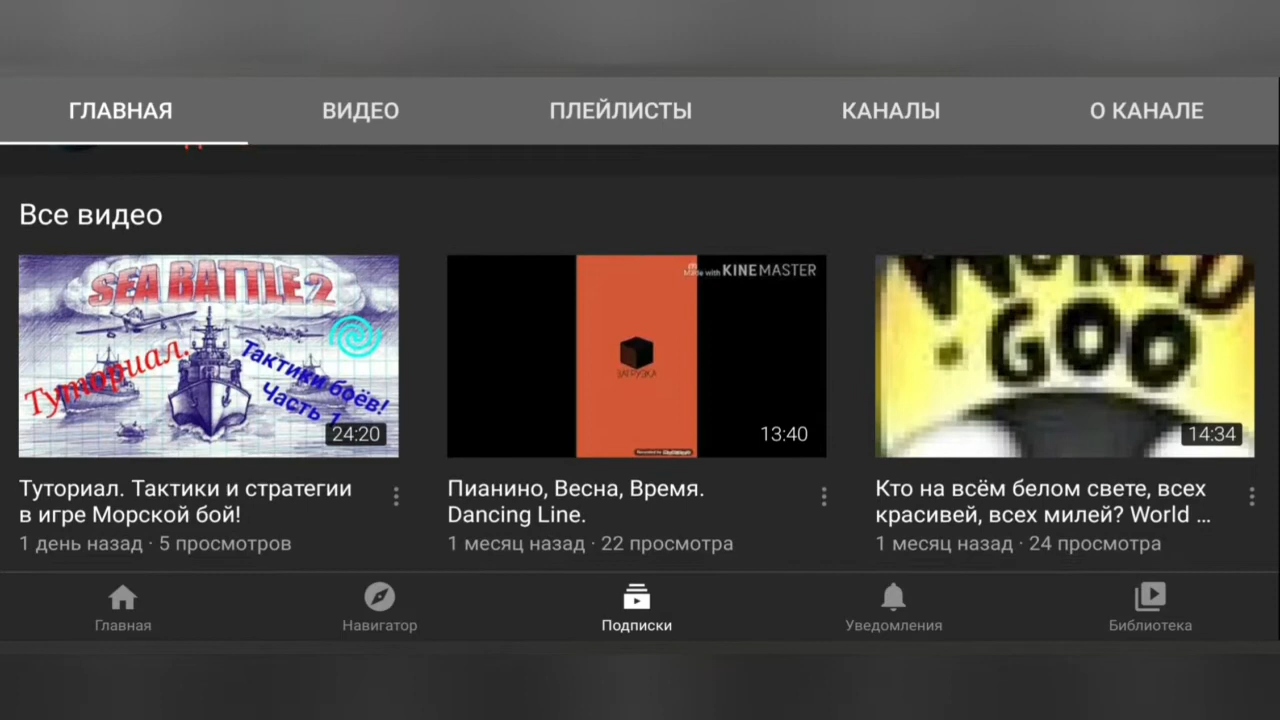 ГЛАВНАЯ
ВИДЕО
ПЛЕЙЛИСТЫ
КАНАЛЫ
О КАНАЛЕ
Все видео
SEA BATTLE 2
Туториал.
Тактики боёв!
Часть 1
24:20
Made with KINEMASTER
ЗАГРУЗКА
13:40
WORLD
GOO
14:34
Туториал. Тактики и стратегии
в игре Морской бой!
1 день назад · 5 просмотров
Пианино, Весна, Время.
Dancing Line.
1 месяц назад · 22 просмотра
Кто на всём белом свете, всех
красивей, всех милей? World ...
1 месяц назад · 24 просмотра
Главная
Навигатор
Подписки
Уведомления
Библиотека